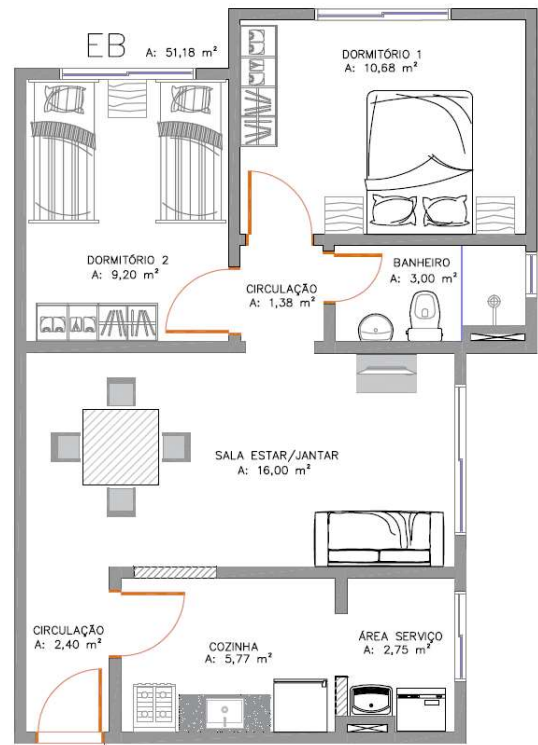 EB A: 51,18 m²
DORMITÓRIO 1
A: 10,68 m²
DORMITÓRIO 2
A: 9,20 m²
CIRCULAÇÃO
A: 1,38 m²
BANHEIRO
A: 3,00 m²
SALA ESTAR/JANTAR
A: 16,00 m²
CIRCULAÇÃO
A: 2,40 m²
COZINHA
A: 5,77 m²
ÁREA SERVIÇO
A: 2,75 m²